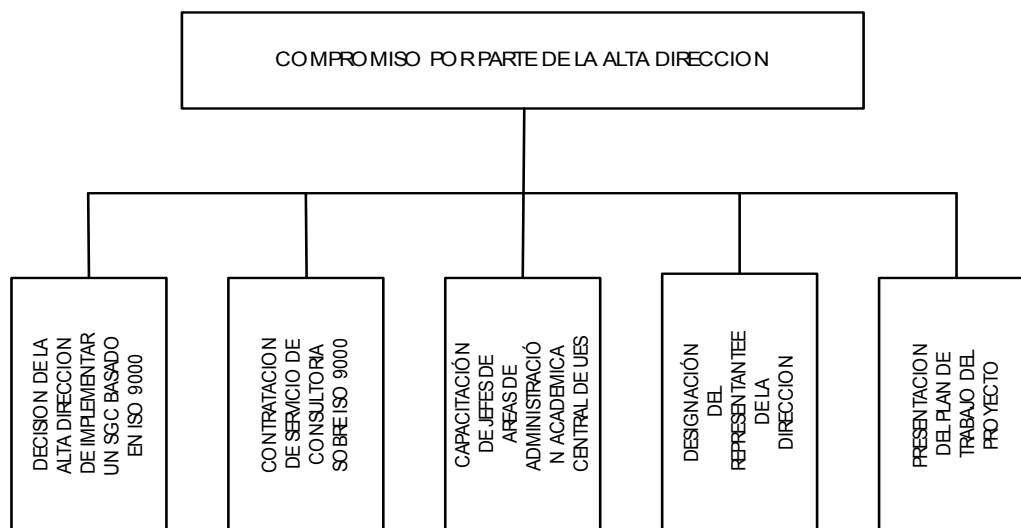 COMPROMISO POR PARTE DE LA ALTA DIRECCION
DECISION DE LA
ALTA DIRECCION
DE IMPLEMENTAR
UN SGC BASADO
EN ISO 9000
CONTRATACION
DE SERVICIO DE
CONSULTORIA
SOBRE ISO 9000
CAPACITACIÓN
DE JEFES DE
AREAS DE
ADMINISTRACIÓ
N ACADEMICA
CENTRAL DE UES
DESIGNACIÓN
DEL
REPRESENTANTEE
DE LA
DIRECCION
PRESENTACION
DEL PLAN DE
TRABAJO DEL
PROYECTO